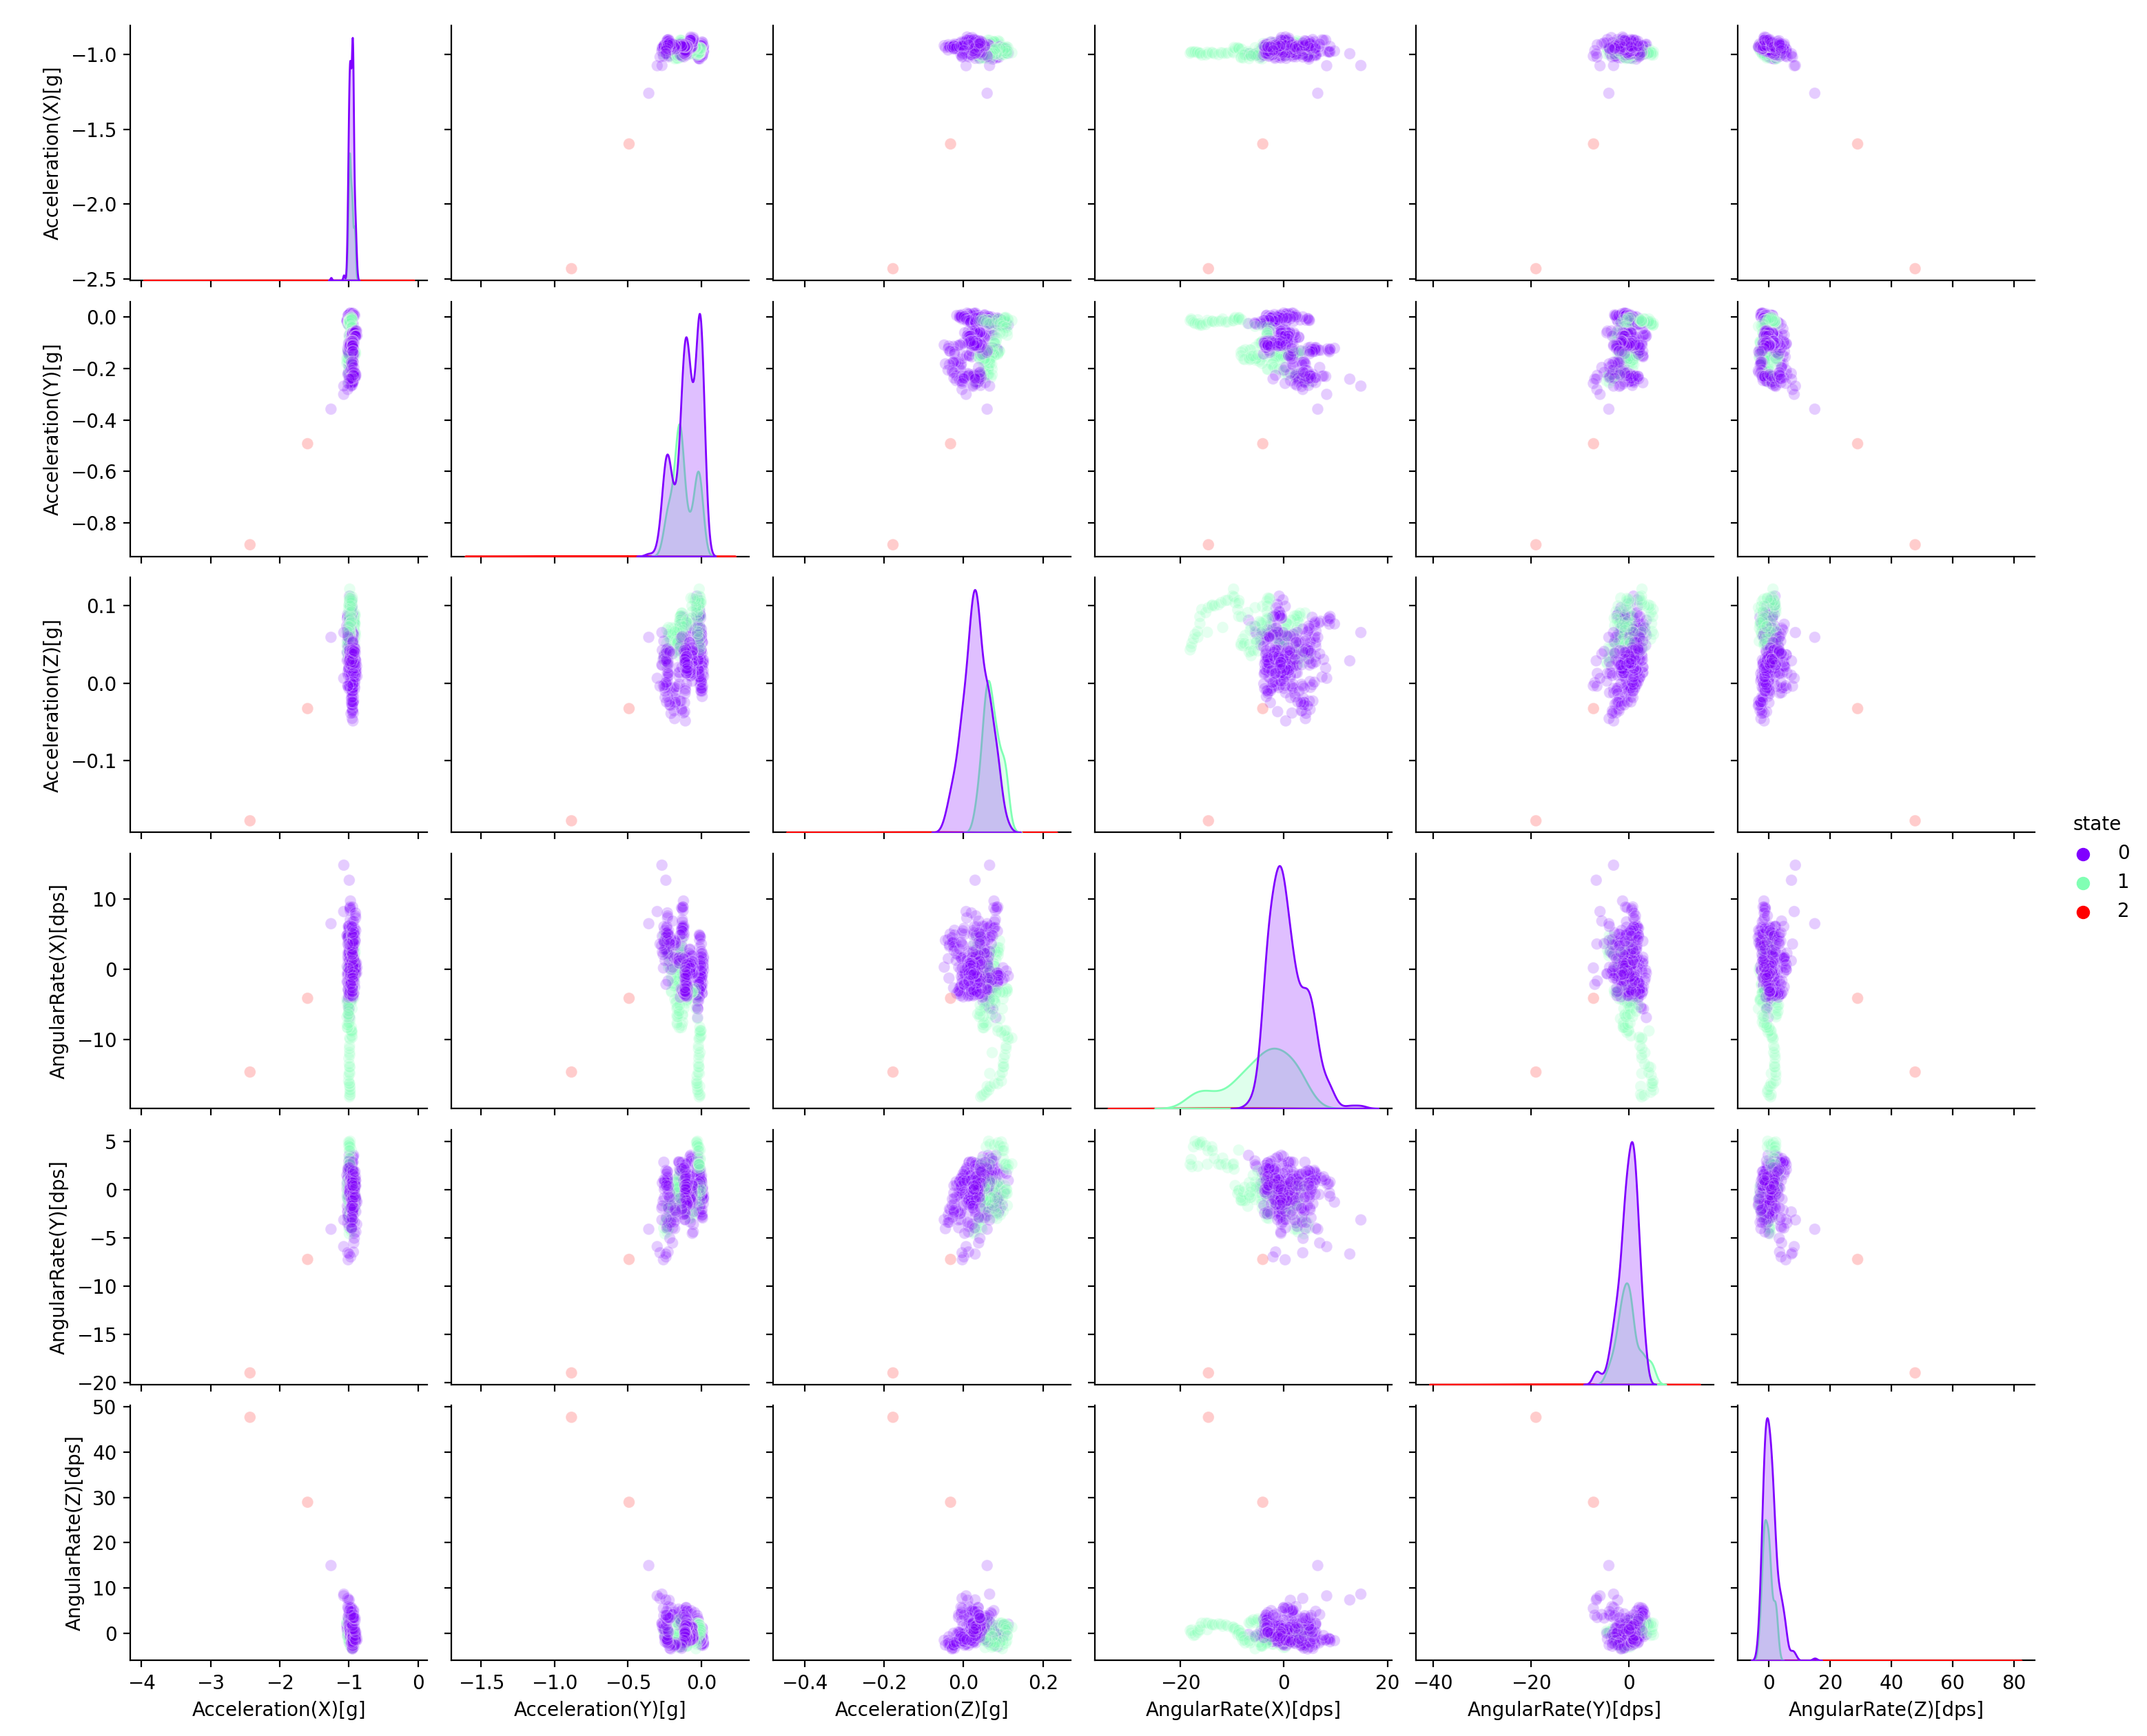 Acceleration(X)[g]
−1.0
−1.5
−2.0
−2.5
Acceleration(Y)[g]
0.0
−0.2
−0.4
−0.6
−0.8
Acceleration(Z)[g]
0.1
0.0
−0.1
AngularRate(X)[dps]
10
0
−10
AngularRate(Y)[dps]
5
0
−5
−10
−15
−20
AngularRate(Z)[dps]
50
40
30
20
10
0
−4 −3 −2 −1 0
−1.5 −1.0 −0.5 0.0
−0.4 −0.2 0.0 0.2
−20 0 20
−40 −20 0
0 20 40 60 80
Acceleration(X)[g]
Acceleration(Y)[g]
Acceleration(Z)[g]
AngularRate(X)[dps]
AngularRate(Y)[dps]
AngularRate(Z)[dps]
state
0
1
2